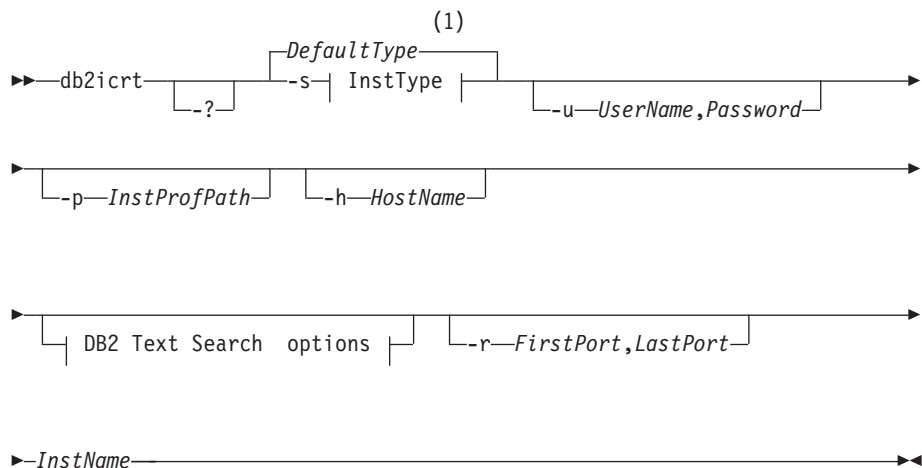 (1)
DefaultType
db2icrt -? -s InstType -u UserName,Password
-p InstProfPath -h HostName
DB2 Text Search options -r FirstPort,LastPort
InstName